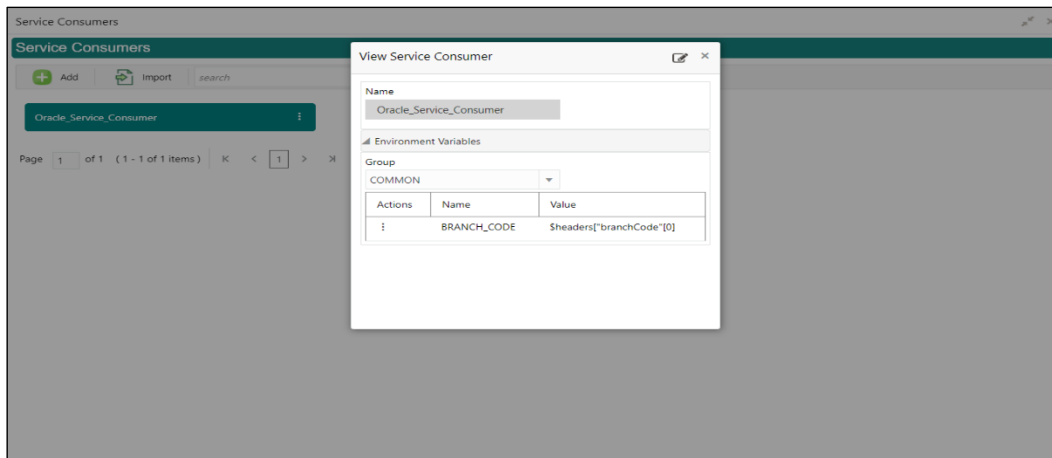 Service Consumers
Service Consumers
Add Import search
Oracle_Service_Consumer
Page 1 of 1 (1 - 1 of 1 items) K < 1 > X
View Service Consumer ×
Name
Oracle_Service_Consumer
Environment Variables
Group
COMMON
Actions Name Value
BRANCH_CODE $headers["branchCode"[0]